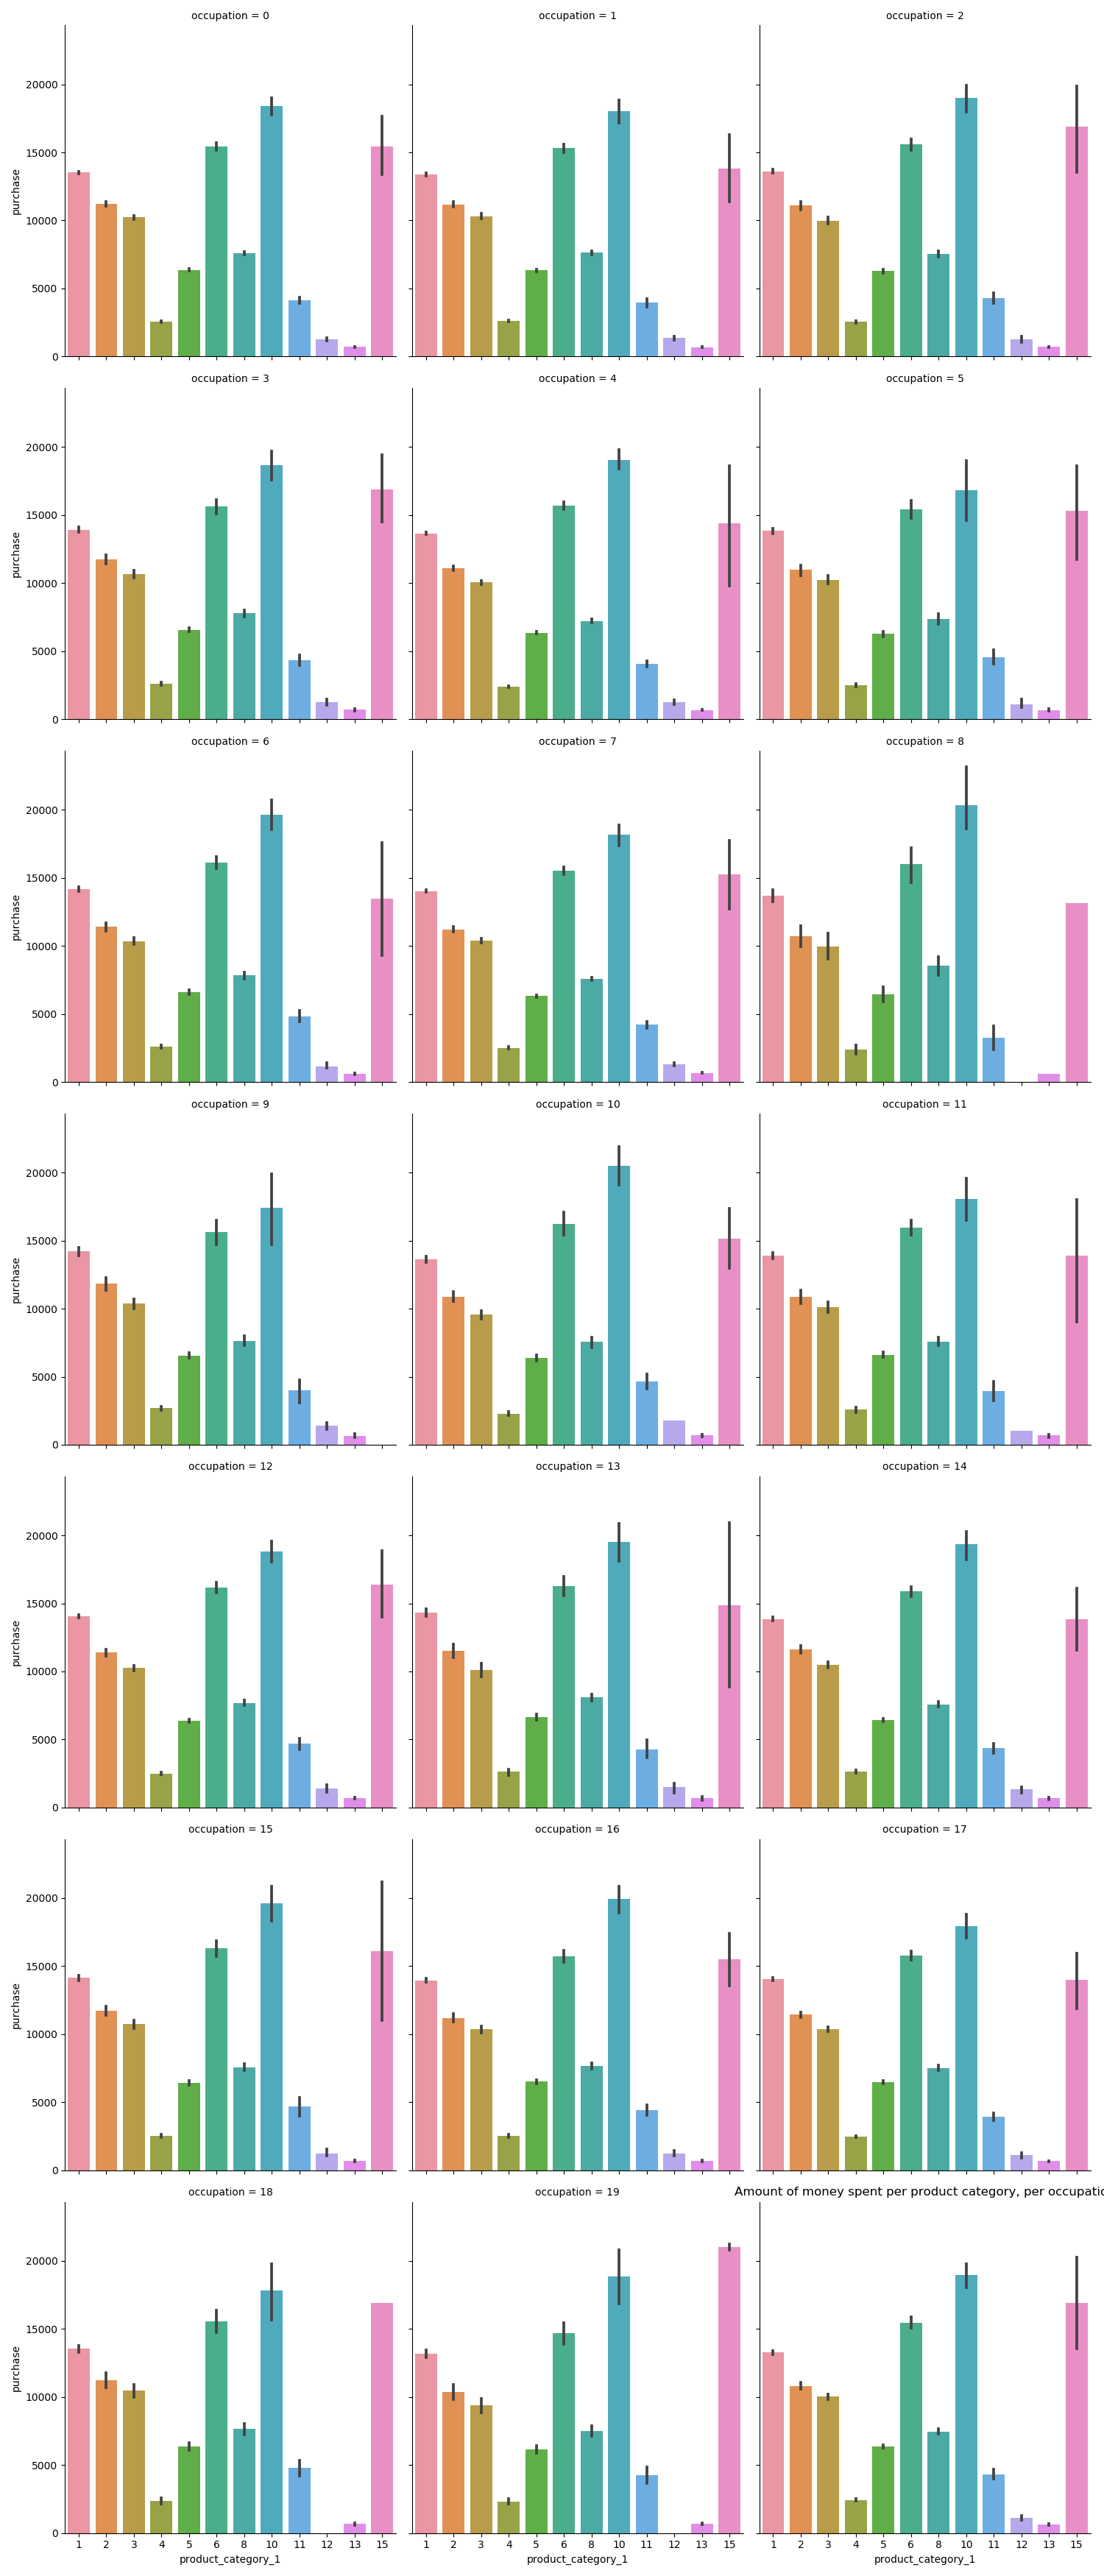 occupation = 0
occupation = 1
occupation = 2
20000
15000
10000
5000
0
purchase
occupation = 3
occupation = 4
occupation = 5
20000
15000
10000
5000
0
purchase
occupation = 6
occupation = 7
occupation = 8
20000
15000
10000
5000
0
purchase
occupation = 9
occupation = 10
occupation = 11
20000
15000
10000
5000
0
purchase
occupation = 12
occupation = 13
occupation = 14
20000
15000
10000
5000
0
purchase
occupation = 15
occupation = 16
occupation = 17
20000
15000
10000
5000
0
purchase
occupation = 18
occupation = 19
Amount of money spent per product category, per occupatio
20000
15000
10000
5000
0
purchase
1 2 3 4 5 6 8 10 11 12 13 15
product_category_1
1 2 3 4 5 6 8 10 11 12 13 15
product_category_1
1 2 3 4 5 6 8 10 11 12 13 15
product_category_1